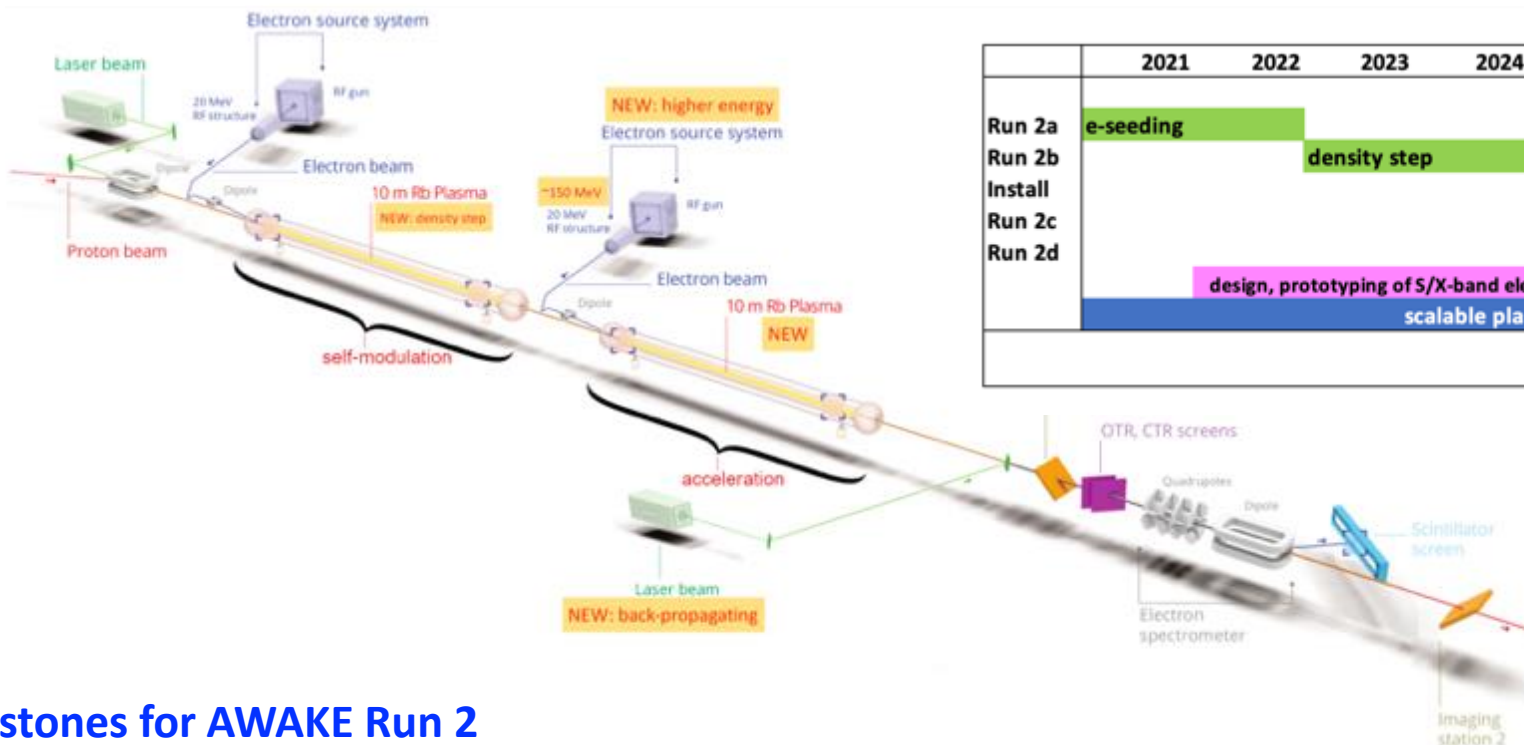 Electron source system
Laser beam
20 MeV
RF structure
RF gun
Dipole
Electron beam
Dipole
10 m Rb Plasma
NEW: density step
Proton beam
self-modulation
NEW: higher energy
Electron source system
~150 MeV
20 MeV
RF structure
RF gun
Electron beam
Dipole
10 m Rb Plasma
NEW
acceleration
Laser beam
NEW: back-propagating
OTR, CTR screens
Quadrupoles
Dipole
Scintillator
screen
Electron
spectrometer
Imaging
station 2
2021 2022 2023 2024
Run 2a e-seeding
Run 2b density step
Install
Run 2c
Run 2d
design, prototyping of S/X-band ele
scalable pla
stones for AWAKE Run 2